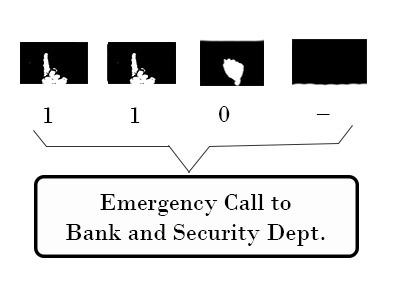 1 1 0 –
Emergency Call to
Bank and Security Dept.